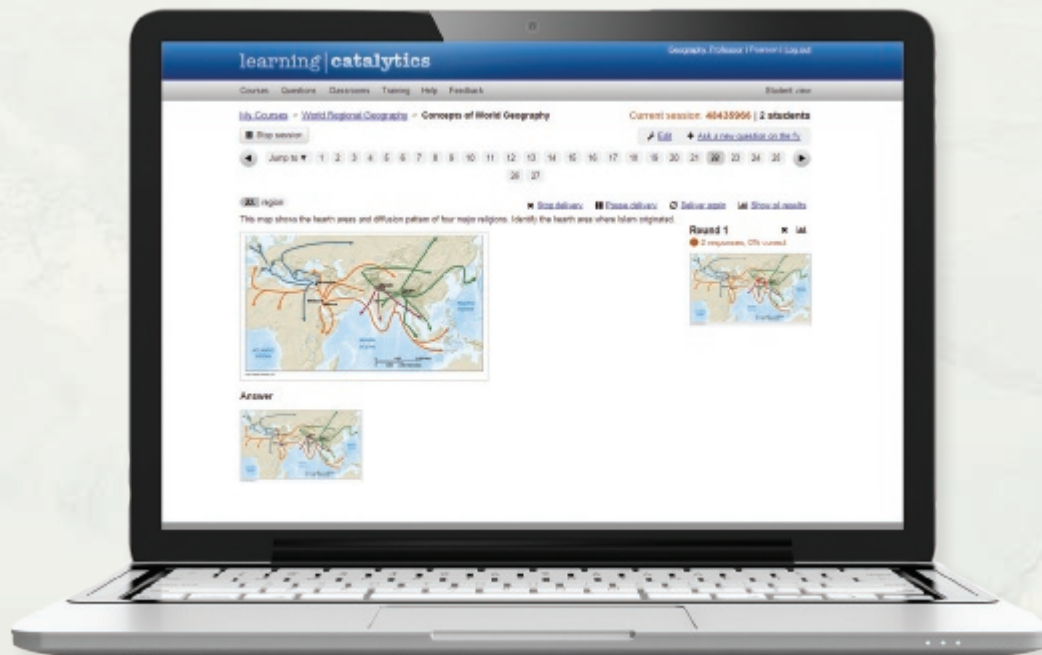 learning | catalytics
Geography, Professor | Pearson | Log out
Courses Questions Classrooms Training Help Feedback Student view
My Courses World Regional Geography Concepts of World Geography
Current session: 46435966 | 2 students
Stop session
Edit Ask a new question on the fly
Jump to 1 2 3 4 5 6 7 8 9 10 11 12 13 14 15 16 17 18 19 20 21 22 23 24 25
26 27
22 region
Stop delivery Pause delivery Deliver again Show all results
This map shows the hearth areas and diffusion pattern of four major religions. Identify the hearth area where Islam originated.
Round 1
2 responses, 0% correct
Answer